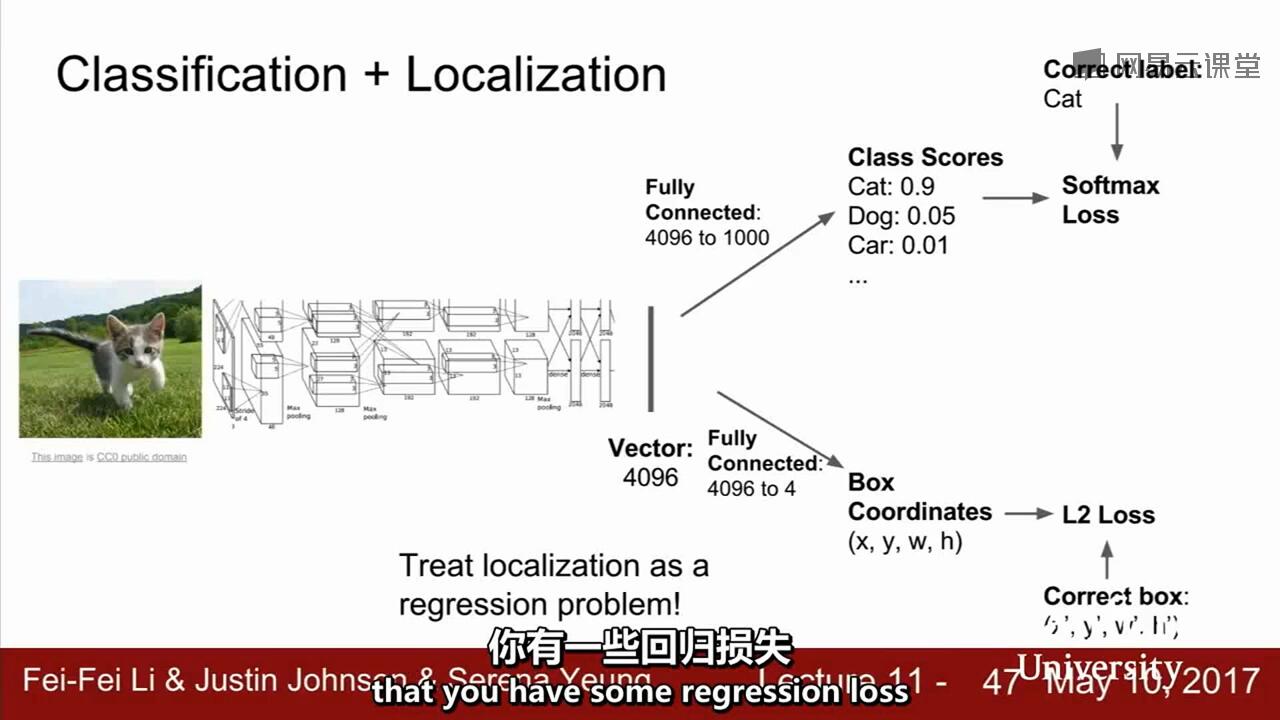 Classification + Localization
网易云课堂
Correct label:
Cat
Class Scores
Cat: 0.9
Dog: 0.05
Car: 0.01
...
Softmax
Loss
Fully
Connected:
4096 to 1000
This image is CC0 public domain
Vector:
4096
Fully
Connected:
4096 to 4
Box
Coordinates
(x, y, w, h)
L2 Loss
Correct box:
(x', y', w', h')
Treat localization as a
regression problem!
你有一些回归损失
that you have some regression loss
Fei-Fei Li & Justin Johnson & Serena Yeung
Lecture 11 - 47
May 10, 2017
University